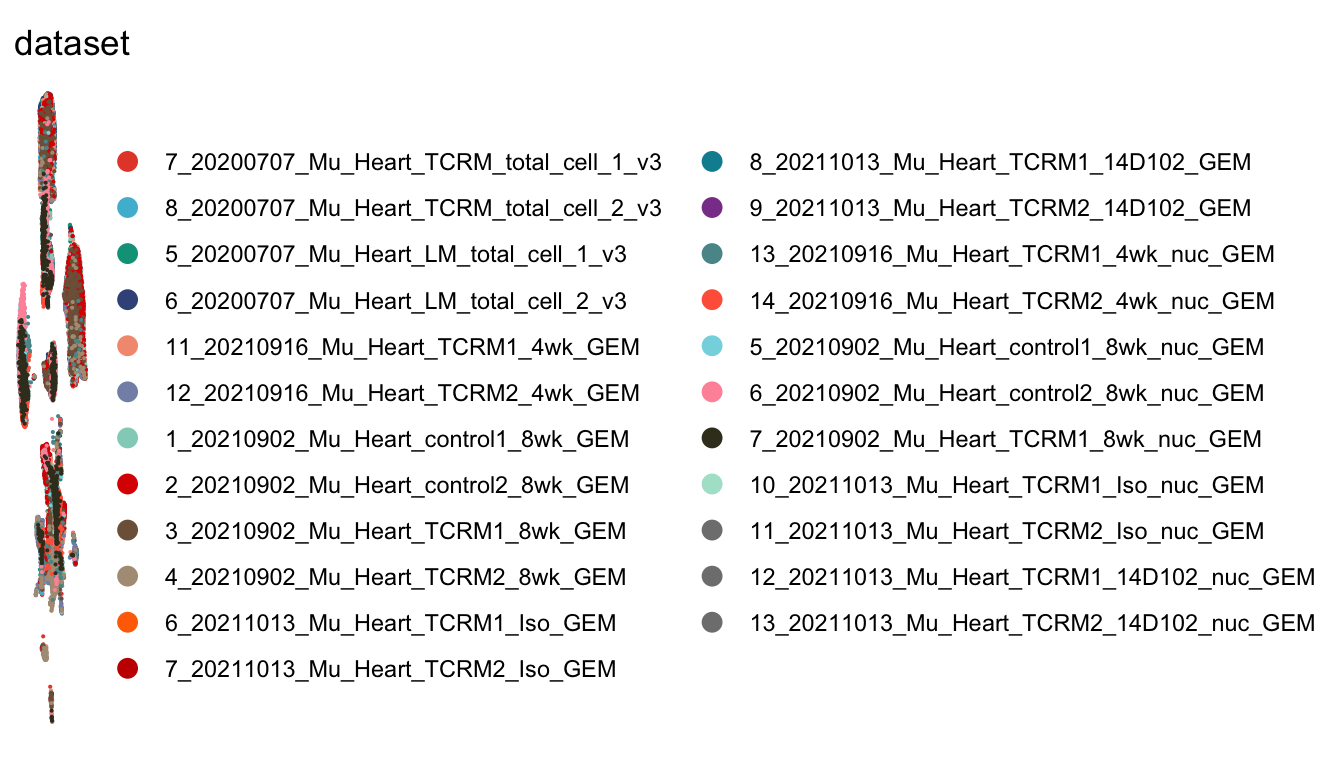 dataset
7_20200707_Mu_Heart_TCRM_total_cell_1_v3
8_20200707_Mu_Heart_TCRM_total_cell_2_v3
5_20200707_Mu_Heart_LM_total_cell_1_v3
6_20200707_Mu_Heart_LM_total_cell_2_v3
11_20210916_Mu_Heart_TCRM1_4wk_GEM
12_20210916_Mu_Heart_TCRM2_4wk_GEM
1_20210902_Mu_Heart_control1_8wk_GEM
2_20210902_Mu_Heart_control2_8wk_GEM
3_20210902_Mu_Heart_TCRM1_8wk_GEM
4_20210902_Mu_Heart_TCRM2_8wk_GEM
6_20211013_Mu_Heart_TCRM1_Iso_GEM
7_20211013_Mu_Heart_TCRM2_Iso_GEM
8_20211013_Mu_Heart_TCRM1_14D102_GEM
9_20211013_Mu_Heart_TCRM2_14D102_GEM
13_20210916_Mu_Heart_TCRM1_4wk_nuc_GEM
14_20210916_Mu_Heart_TCRM2_4wk_nuc_GEM
5_20210902_Mu_Heart_control1_8wk_nuc_GEM
6_20210902_Mu_Heart_control2_8wk_nuc_GEM
7_20210902_Mu_Heart_TCRM1_8wk_nuc_GEM
10_20211013_Mu_Heart_TCRM1_Iso_nuc_GEM
11_20211013_Mu_Heart_TCRM2_Iso_nuc_GEM
12_20211013_Mu_Heart_TCRM1_14D102_nuc_GEM
13_20211013_Mu_Heart_TCRM2_14D102_nuc_GEM